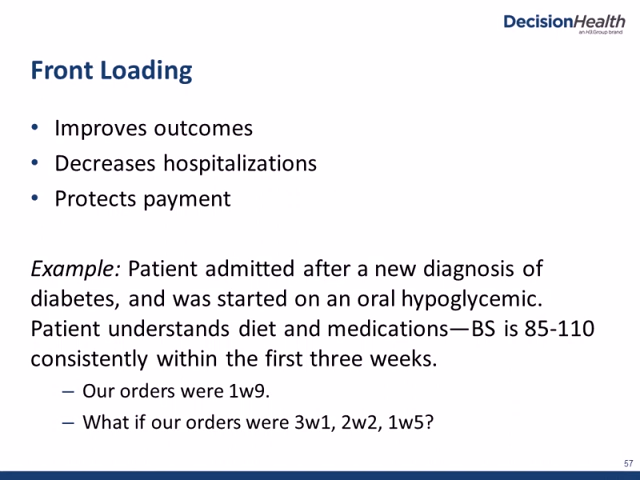 DecisionHealth
an H3.Group brand
Front Loading
• Improves outcomes
• Decreases hospitalizations
• Protects payment
Example: Patient admitted after a new diagnosis of
diabetes, and was started on an oral hypoglycemic.
Patient understands diet and medications—BS is 85-110
consistently within the first three weeks.
– Our orders were 1w9.
– What if our orders were 3w1, 2w2, 1w5?
57